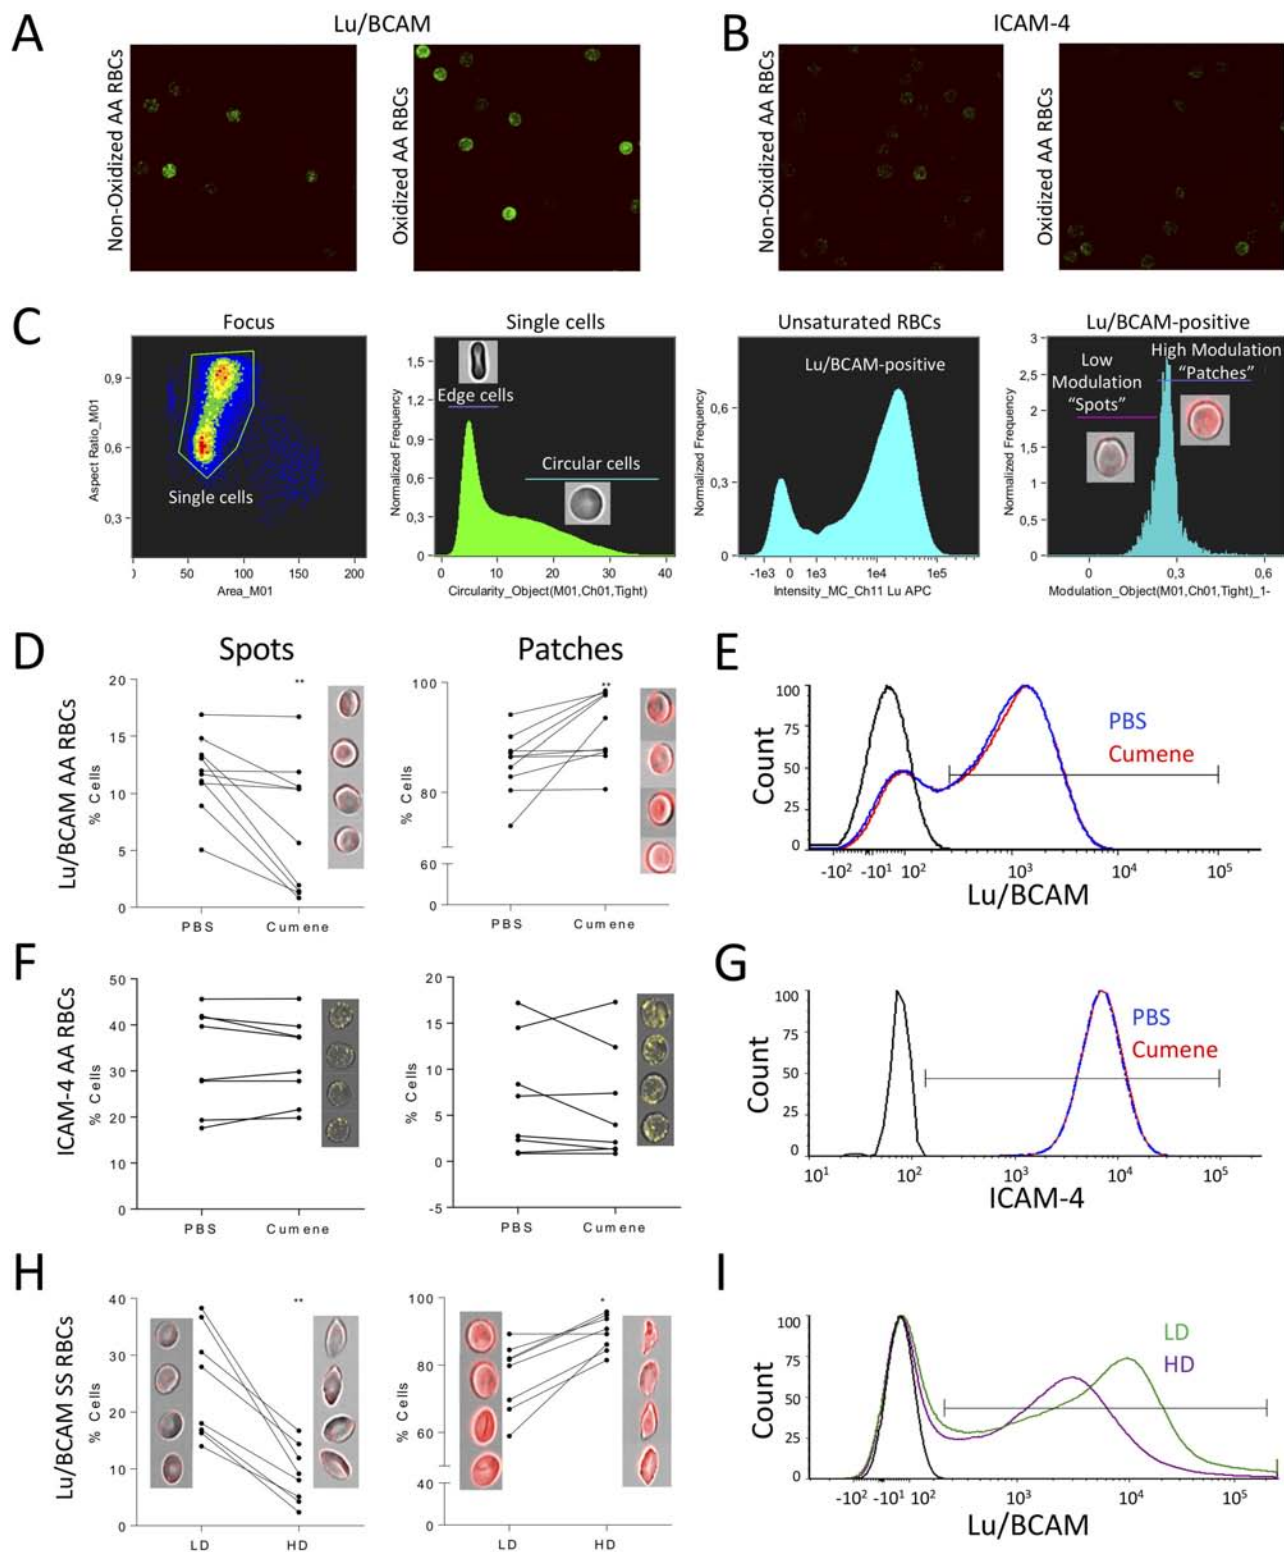 A
Lu/BCAM
Non-Oxidized AA RBCs
Oxidized AA RBCs
B
ICAM-4
Non-Oxidized AA RBCs
Oxidized AA RBCs
C
Focus
Aspect Ratio_M01
0,9
0,6
0,3
Single cells
0 50 100 150 200
Area_M01
Single cells
Normalized Frequency
1,5
1,2
0,9
0,6
0,3
0
Edge cells
Circular cells
0 10 20 30 40
Circularity_Object(M01,Ch01,Tight)
Unsaturated RBCs
Normalized Frequency
0,6
0,3
0
Lu/BCAM-positive
-1e3 0 1e3 1e4 1e5
Intensity_MC_Ch11 Lu APC
Lu/BCAM-positive
Normalized Frequency
3
2,5
2
1,5
1
0,5
0
Low
Modulation
"Spots"
High Modulation
"Patches"
0 0,3 0,6
Modulation_Object(M01,Ch01,Tight)_1-
D
Lu/BCAM AA RBCs
Spots
% Cells
20
15
10
5
0
**
PBS Cumene
Patches
% Cells
100
80
60
0
**
PBS Cumene
E
Count
100
75
50
25
0
PBS
Cumene
-10² -10¹ 10² 10³ 10⁴ 10⁵
Lu/BCAM
F
ICAM-4 AA RBCs
% Cells
50
40
30
20
10
0
PBS Cumene
% Cells
20
15
10
5
0
-5
PBS Cumene
G
Count
100
75
50
25
0
PBS
Cumene
10¹ 10² 10³ 10⁴ 10⁵
ICAM-4
H
Lu/BCAM SS RBCs
% Cells
40
30
20
10
0
**
LD HD
% Cells
100
80
60
40
0
*
LD HD
I
Count
100
75
50
25
0
LD
HD
-10² -10¹ 10² 10³ 10⁴ 10⁵
Lu/BCAM